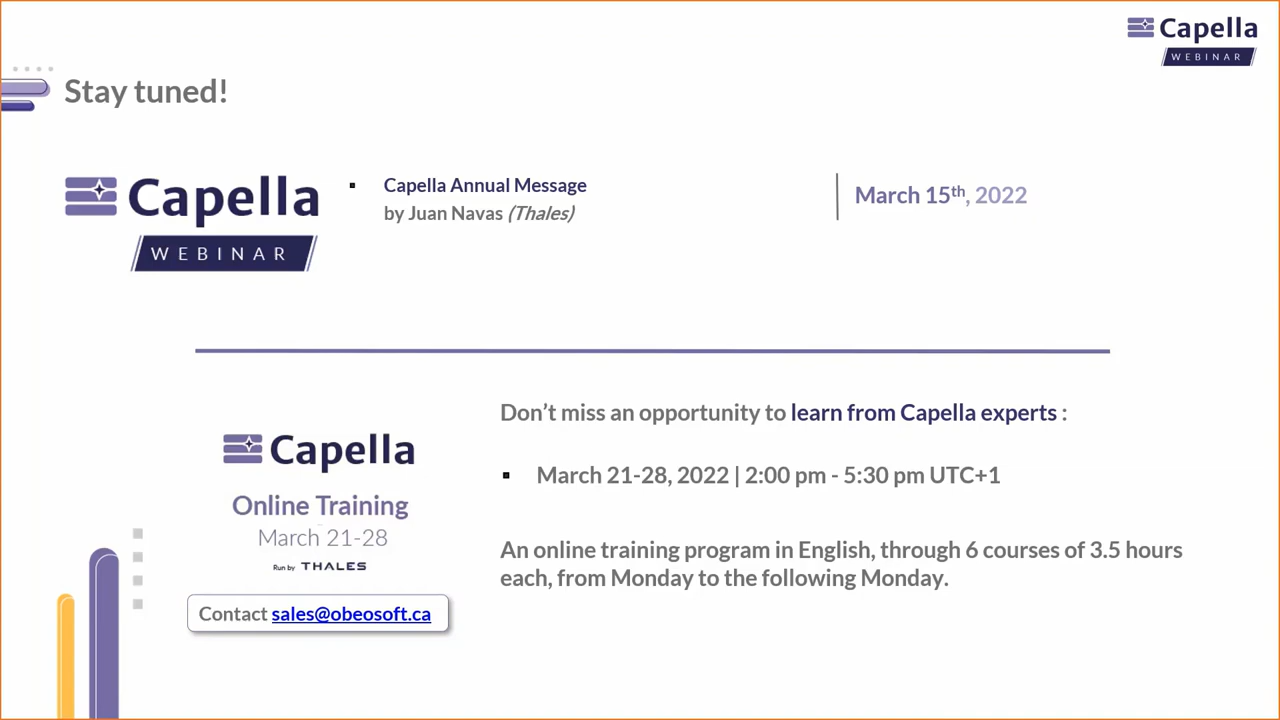 Capella
WEBINAR
Stay tuned!
Capella
WEBINAR
▪ Capella Annual Message
by Juan Navas (Thales)
March 15th, 2022
Don’t miss an opportunity to learn from Capella experts :
▪ March 21-28, 2022 | 2:00 pm - 5:30 pm UTC+1
An online training program in English, through 6 courses of 3.5 hours
each, from Monday to the following Monday.
Capella
Online Training
March 21-28
Run by THALES
Contact sales@obeosoft.ca